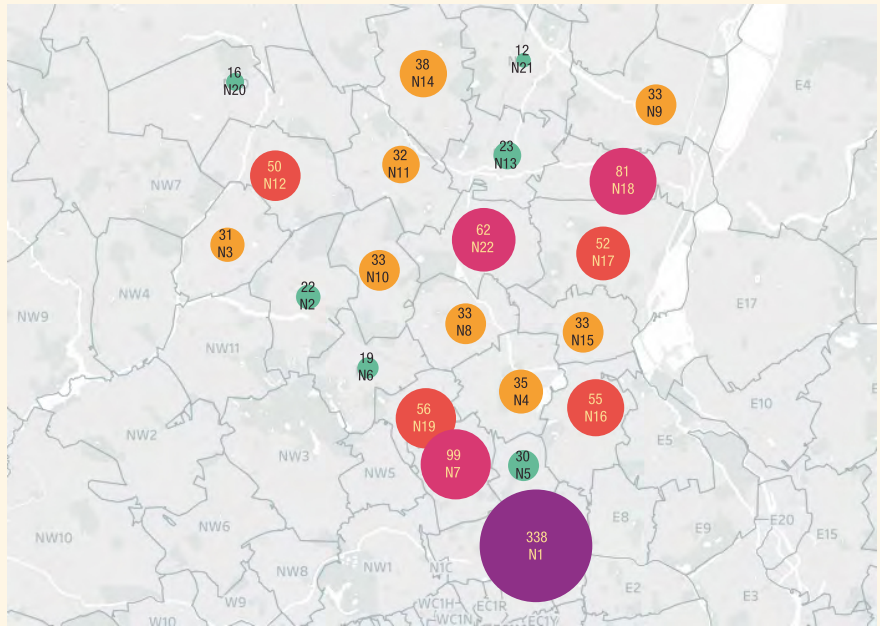 12
N21
38
N14
16
N20
E4
33
N9
23
N13
32
N11
50
N12
81
N18
NW7
62
N22
31
N3
52
N17
33
N10
22
N2
NW4
E17
NW9
33
N8
33
N15
NW11
19
N6
35
N4
56
N19
55
N16
E10
NW2
E5
NW3
99
N7
30
N5
NW5
E8
E20
NW6
E9
E15
NW10
338
N1
NW1
N1C
NW8
E2
E3
W9
WC1H
EC1R
W10
WC1N
EC1Y